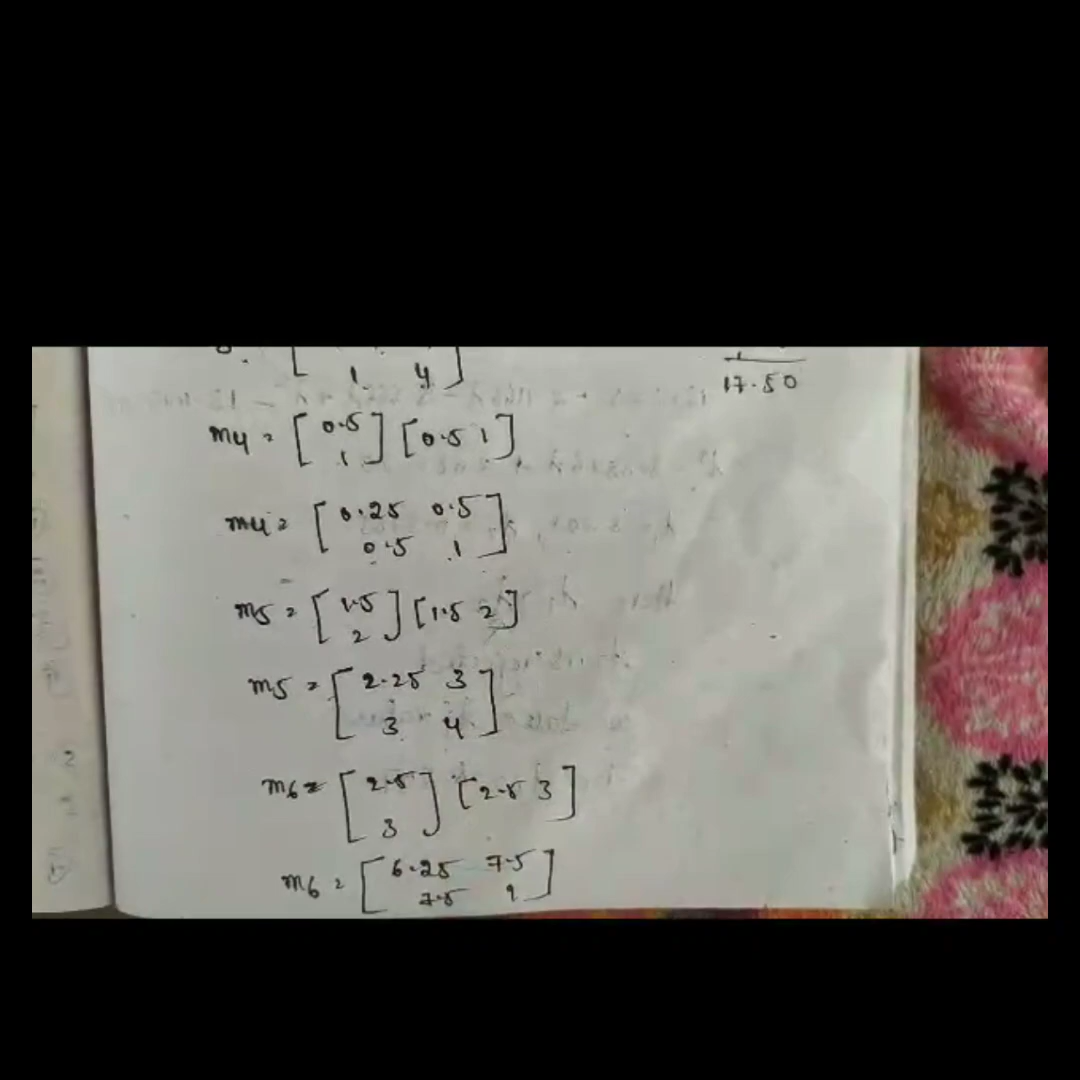 1 4
17.50
m4 = [0.5 1] [0.5 1]
m4 = [0.25 0.5
0.5 1]
m5 = [1.5 2] [1.5 2]
m5 = [2.25 3
3 4]
m6 = [2.5 3] [2.5 3]
m6 = [6.25 7.5
7.5 9]